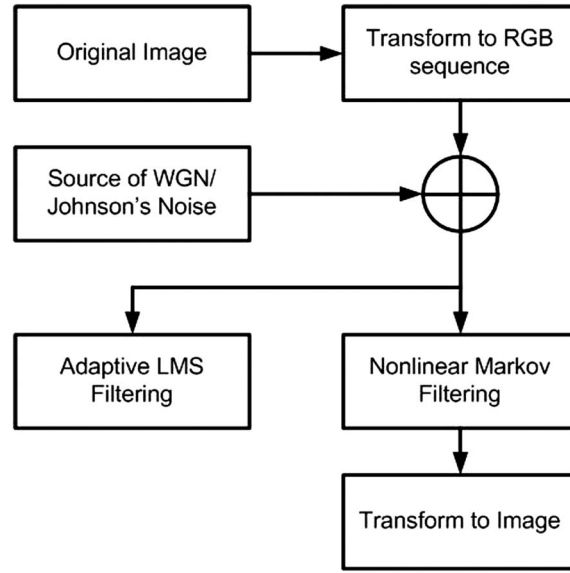 Original Image
Transform to RGB
sequence
Source of WGN/
Johnson's Noise
Adaptive LMS
Filtering
Nonlinear Markov
Filtering
Transform to Image